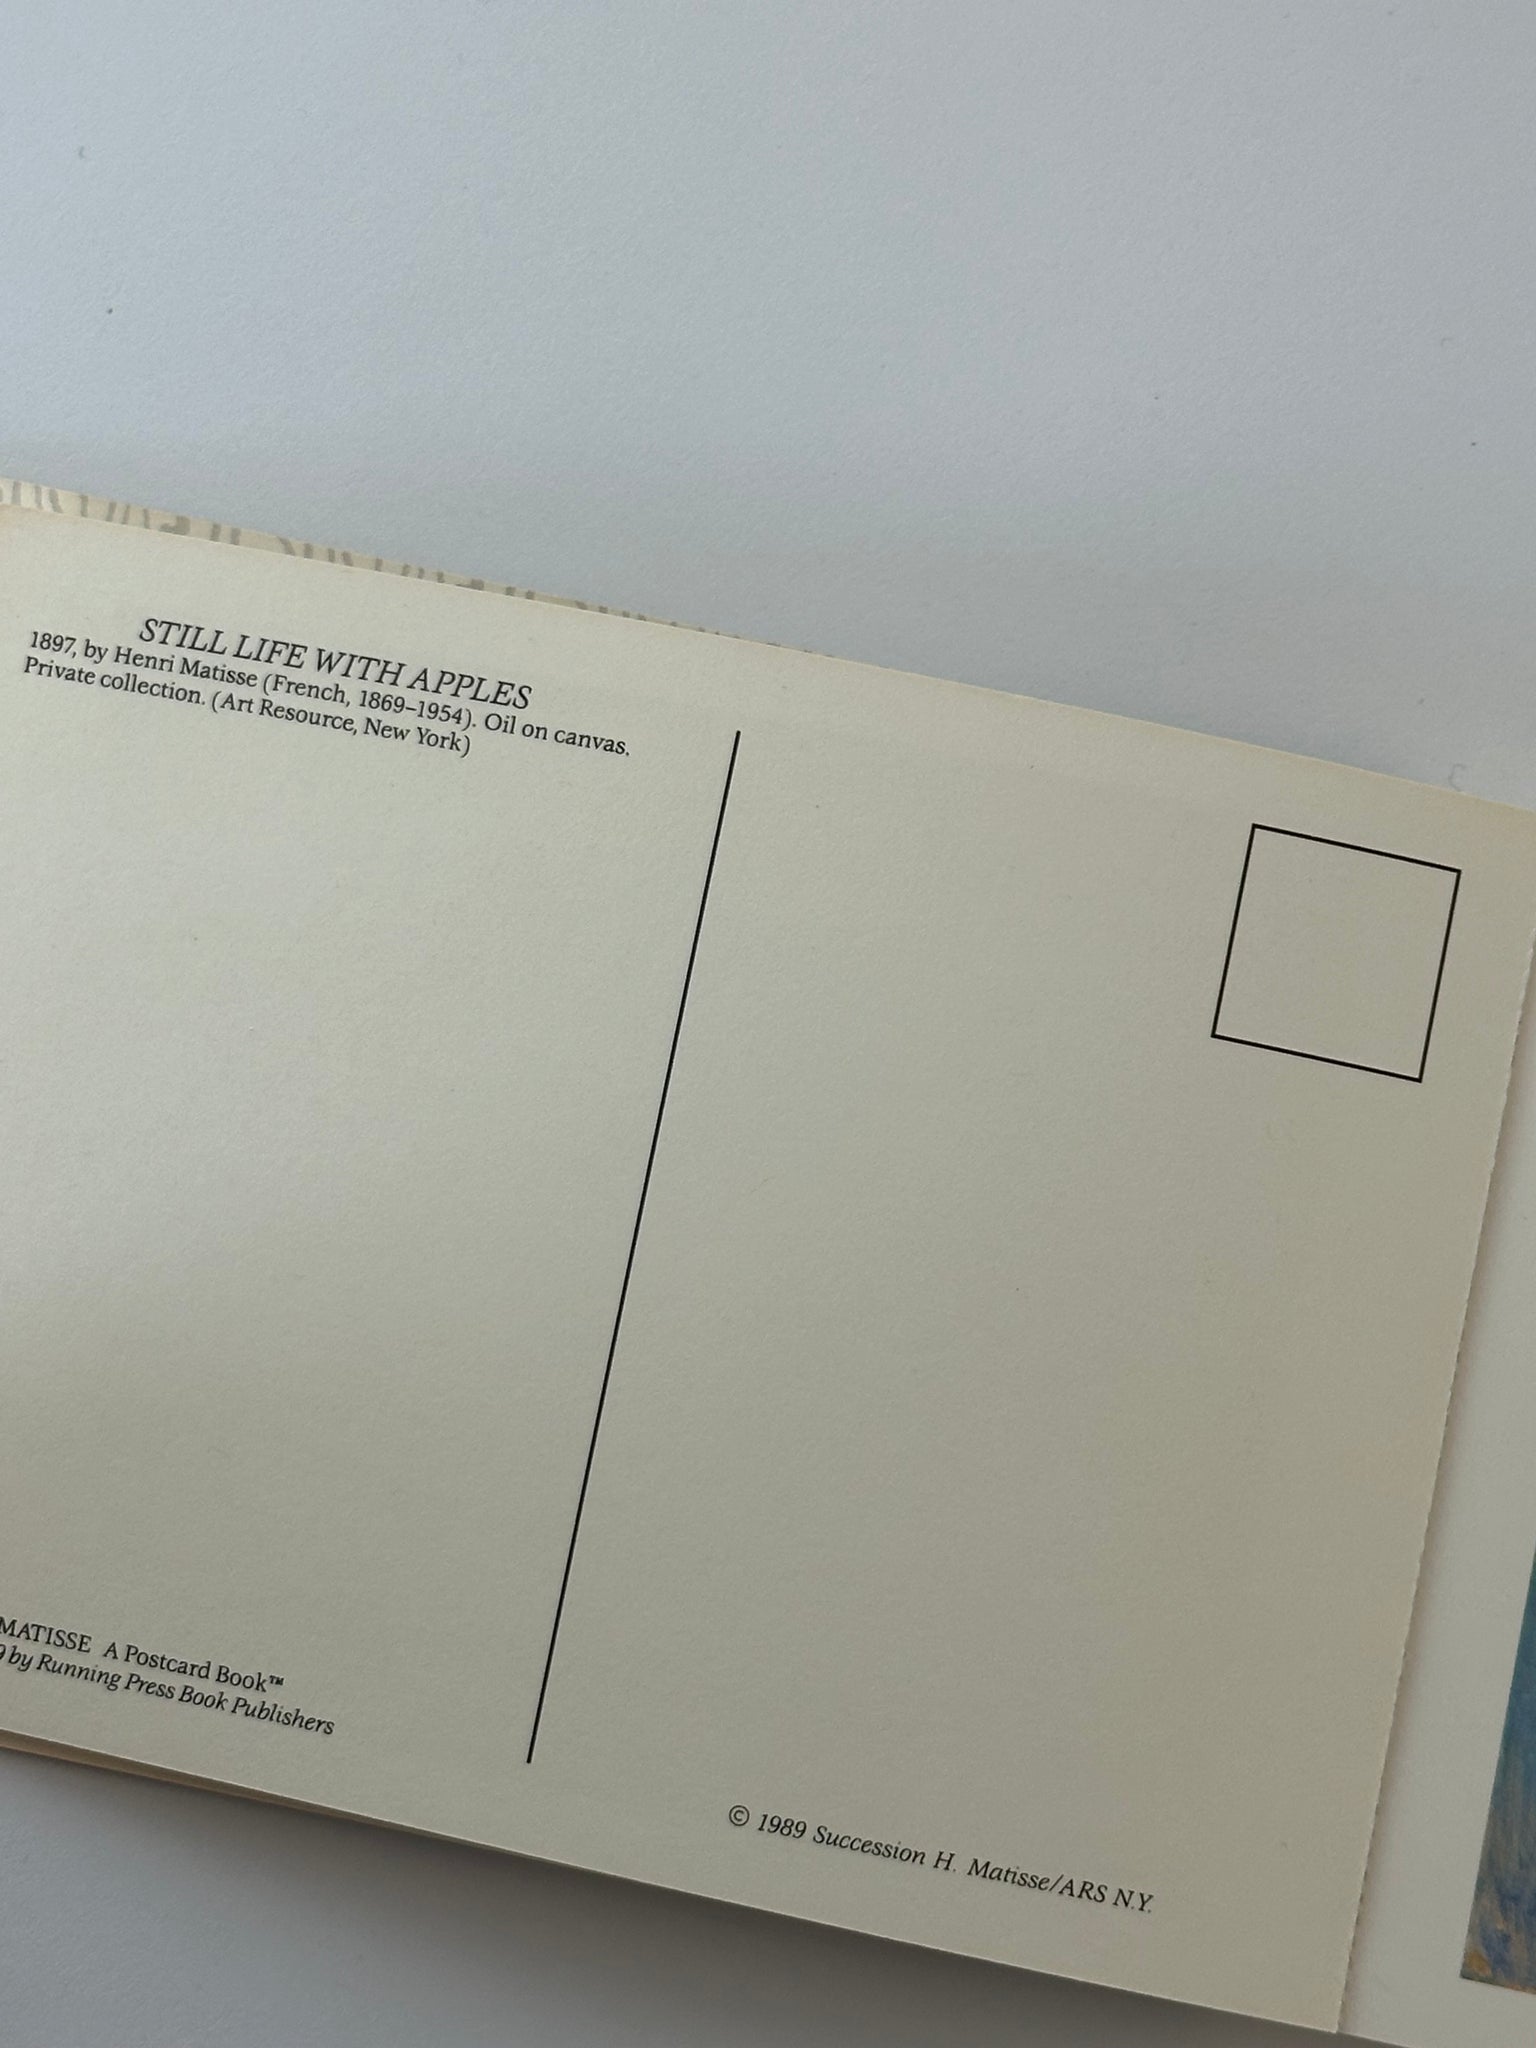 STILL LIFE WITH APPLES
1897, by Henri Matisse (French, 1869–1954). Oil on canvas.
Private collection. (Art Resource, New York)
MATISSE A Postcard Book™
by Running Press Book Publishers
© 1989 Succession H. Matisse/ARS N.Y.